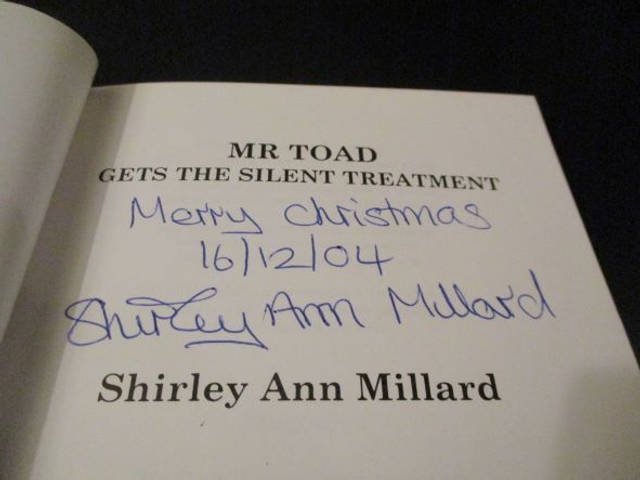 MR TOAD
GETS THE SILENT TREATMENT
Merry Christmas
16/12/04
Shirley Ann Millard
Shirley Ann Millard